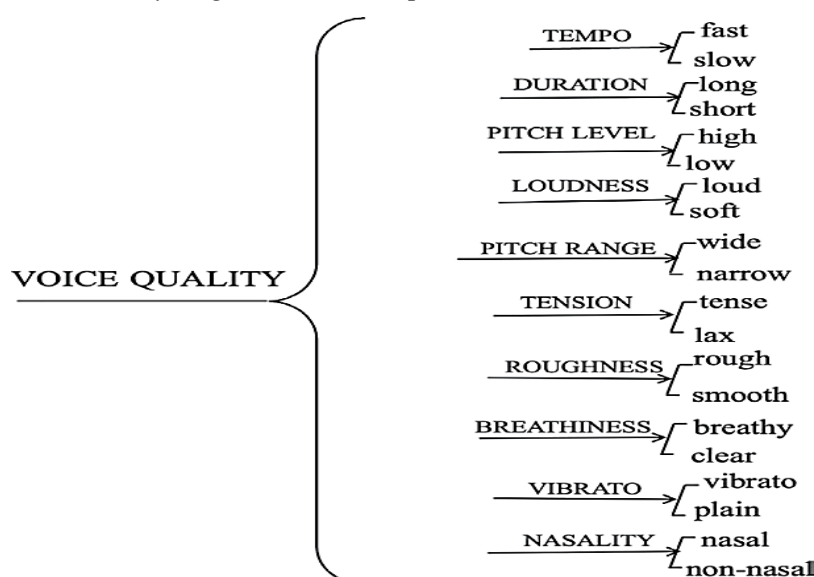 TEMPO
fast
slow
DURATION
long
short
PITCH LEVEL
high
low
LOUDNESS
loud
soft
PITCH RANGE
wide
narrow
VOICE QUALITY
TENSION
tense
lax
ROUGHNESS
rough
smooth
BREATHINESS
breathy
clear
VIBRATO
vibrato
plain
NASALITY
nasal
non-nasal